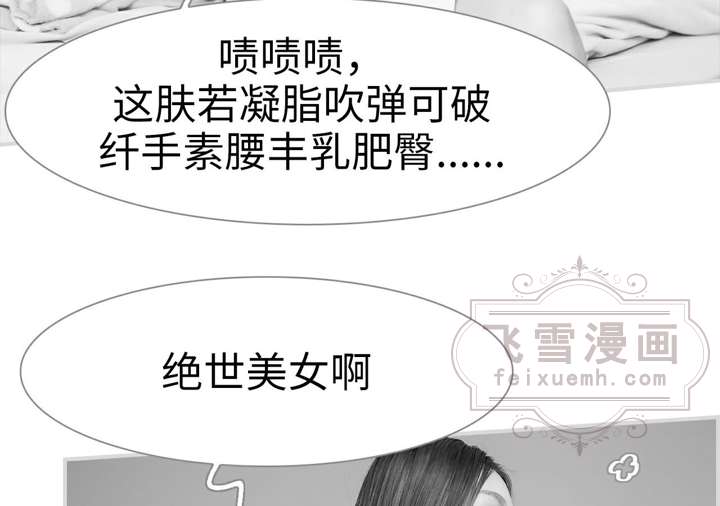 啧啧啧，
这肤若凝脂吹弹可破
纤手素腰丰乳肥臀……
绝世美女啊
飞雪漫画
feixuemh.com